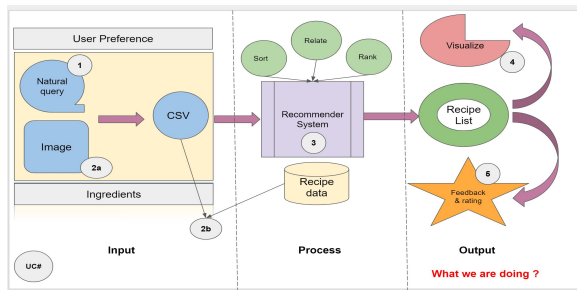 User Preference
1
Natural
query
Image
2a
CSV
Ingredients
2b
Input
UC#
Sort
Relate
Rank
Recommender
System
3
Recipe
data
Process
Visualize
4
Recipe
List
5
Feedback
& rating
Output
What we are doing ?